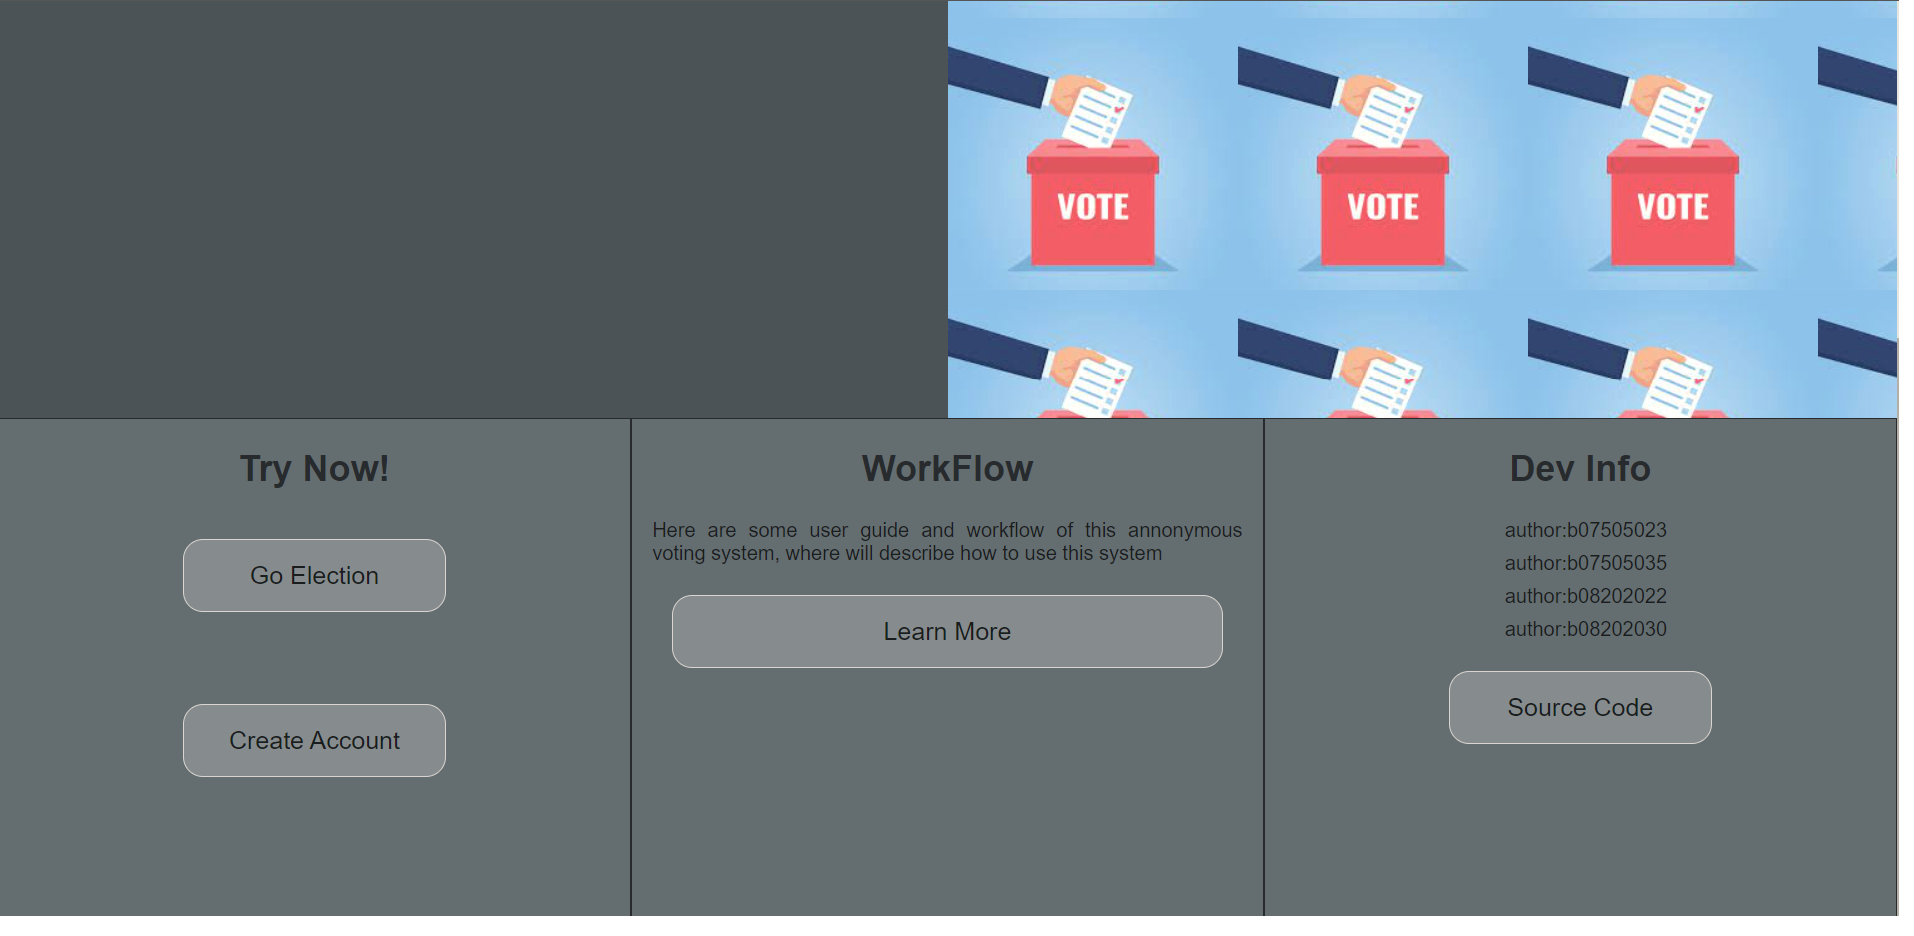 VOTE
VOTE
VOTE
Try Now!
Go Election
Create Account
WorkFlow
Here are some user guide and workflow of this annonymous
voting system, where will describe how to use this system
Learn More
Dev Info
author:b07505023
author:b07505035
author:b08202022
author:b08202030
Source Code